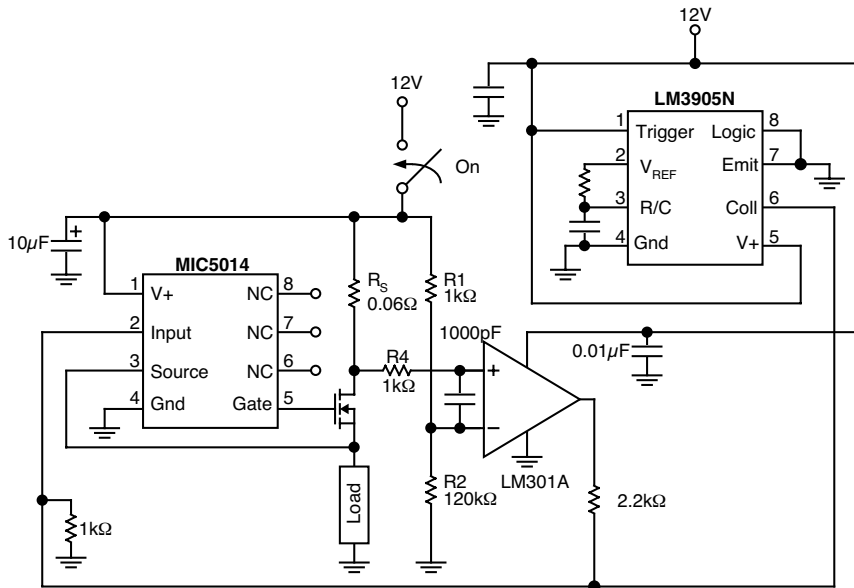 12V
LM3905N
1 Trigger Logic 8
2 VREF Emit 7
3 R/C Coll 6
4 Gnd V+ 5
12V
On
10µF +
MIC5014
1 V+ NC 8
2 Input NC 7
3 Source NC 6
4 Gnd Gate 5
RS
0.06Ω
R1
1kΩ
1000pF
R4
1kΩ
+
−
LM301A
0.01µF
R2
120kΩ
Load
1kΩ
2.2kΩ